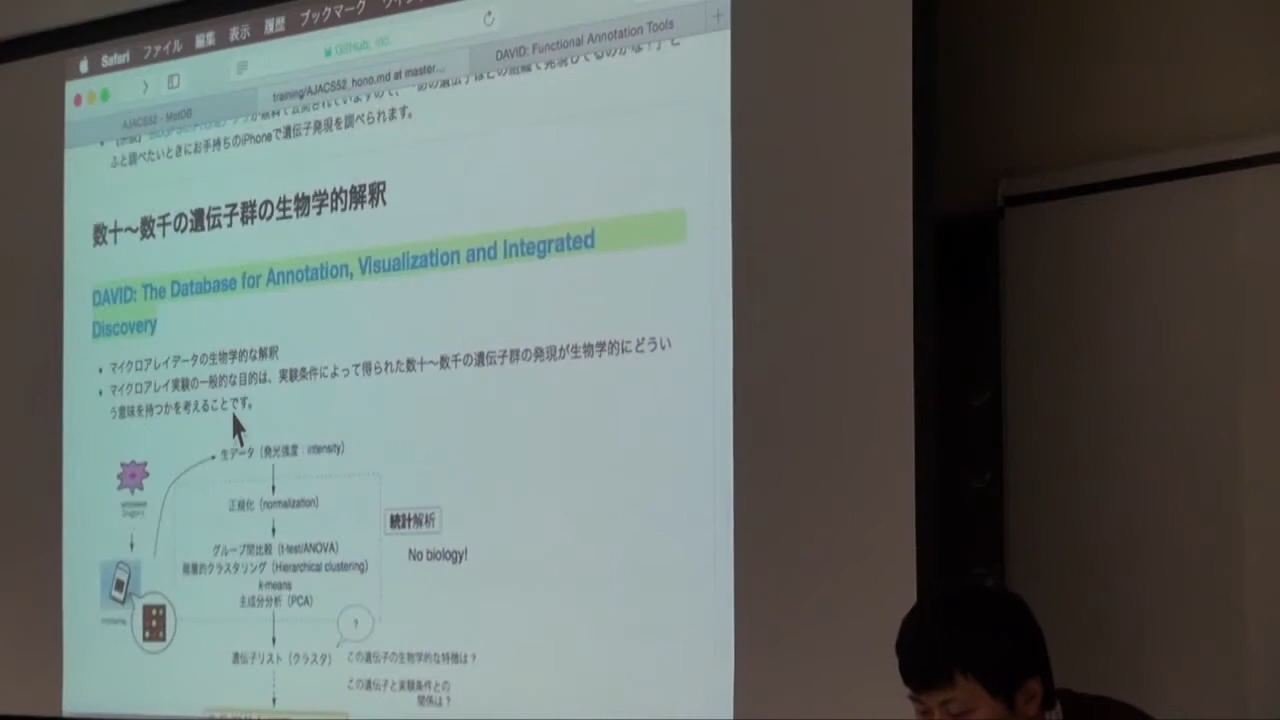 Safari ファイル 編集 表示 履歴 ブックマーク
GitHub, Inc.
AJACS52 - MotDB
training/AJACS52_hono.md at master...
DAVID: Functional Annotation Tools
ふと調べたいときにお手持ちのiPhoneで遺伝子発現を調べられます。
数十〜数千の遺伝子群の生物学的解釈
DAVID: The Database for Annotation, Visualization and Integrated
Discovery
マイクロアレイデータの生物学的な解釈
マイクロアレイ実験の一般的な目的は、実験条件によって得られた数十〜数千の遺伝子群の発現が生物学的にどうい
う意味を持つかを考えることです。
生データ（発光強度：intensity）
正規化（normalization）
統計解析
グループ間比較（t-test/ANOVA）
No biology!
階層的クラスタリング（Hierarchical clustering）
k-means
主成分分析（PCA）
?
遺伝子リスト（クラスタ）
この遺伝子の生物学的な特徴は？
この遺伝子と実験条件との
関係は？